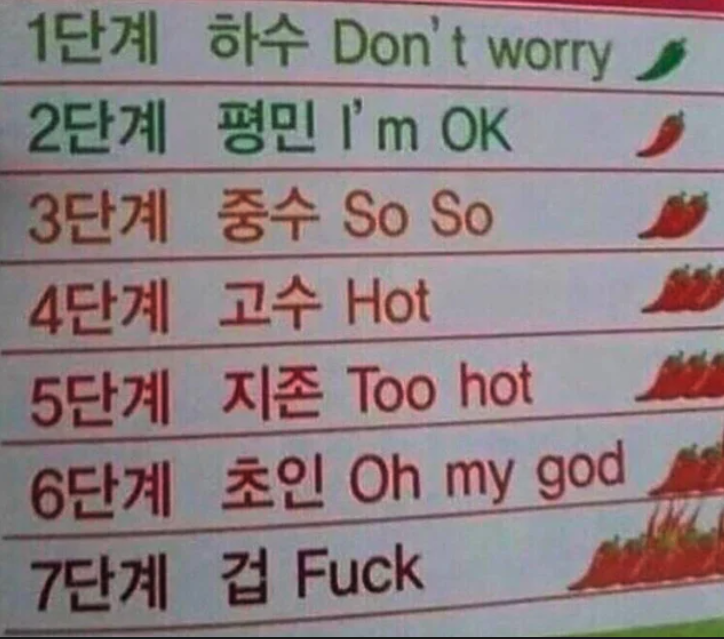 1단계 하수 Don't worry
2단계 평민 I'm OK
3단계 중수 So So
4단계 고수 Hot
5단계 지존 Too hot
6단계 초인 Oh my god
7단계 겁 Fuck